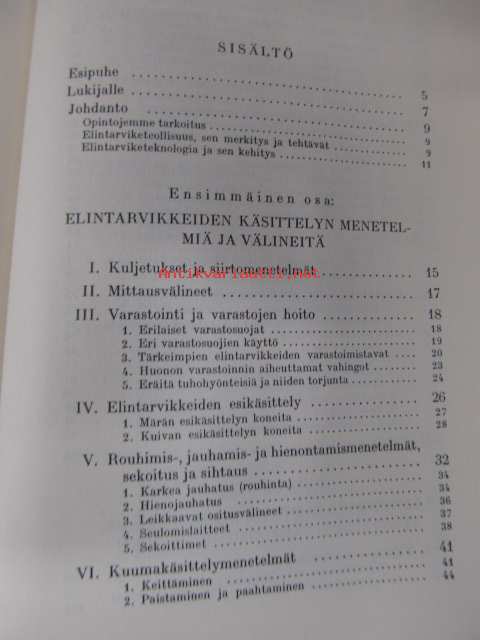 SISÄLTÖ
Esipuhe 5
Lukijalle 7
Johdanto 9
Opintojemme tarkoitus 9
Elintarviketeollisuus, sen merkitys ja tehtävät 9
Elintarviketeknologia ja sen kehitys 11
Ensimmäinen osa:
ELINTARVIKKEIDEN KÄSITTELYN MENETEL-
MIÄ JA VÄLINEITÄ
I. Kuljetukset ja siirtomenetelmät 15
antikvariaatti.net
II. Mittausvälineet 17
III. Varastointi ja varastojen hoito 18
1. Erilaiset varastosuojat 18
2. Eri varastosuojien käyttö 19
3. Tärkeimpien elintarvikkeiden varastoimistavat 20
4. Huonon varastoinnin aiheuttamat vahingot 23
5. Eräitä tuhohyönteisiä ja niiden torjunta 24
IV. Elintarvikkeiden esikäsittely 26
1. Märän esikäsittelyn koneita 27
2. Kuivan esikäsittelyn koneita 28
V. Rouhimis-, jauhamis- ja hienontamismenetelmät,
sekoitus ja sihtaus 32
1. Karkea jauhatus (rouhinta) 34
2. Hienojauhatus 34
3. Leikkaavat ositusvälineet 36
4. Seulomislaitteet 37
5. Sekoittimet 38
VI. Kuumakäsittelymenetelmät 41
1. Keittäminen 41
2. Paistaminen ja paahtaminen 44